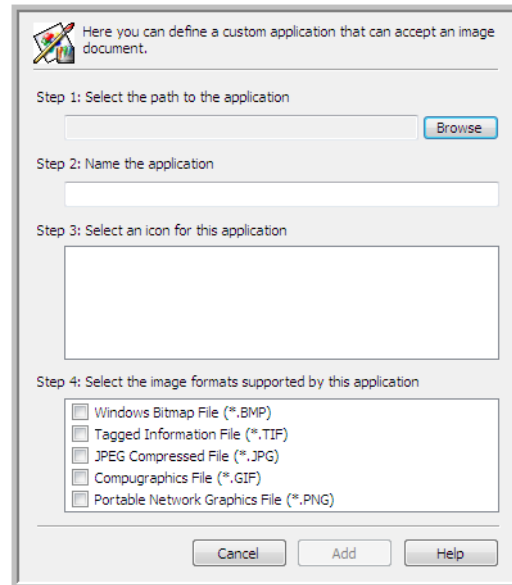 Here you can define a custom application that can accept an image
document.
Step 1: Select the path to the application
Browse
Step 2: Name the application
Step 3: Select an icon for this application
Step 4: Select the image formats supported by this application
Windows Bitmap File (*.BMP)
Tagged Information File (*.TIF)
JPEG Compressed File (*.JPG)
Compugraphics File (*.GIF)
Portable Network Graphics File (*.PNG)
Cancel
Add
Help